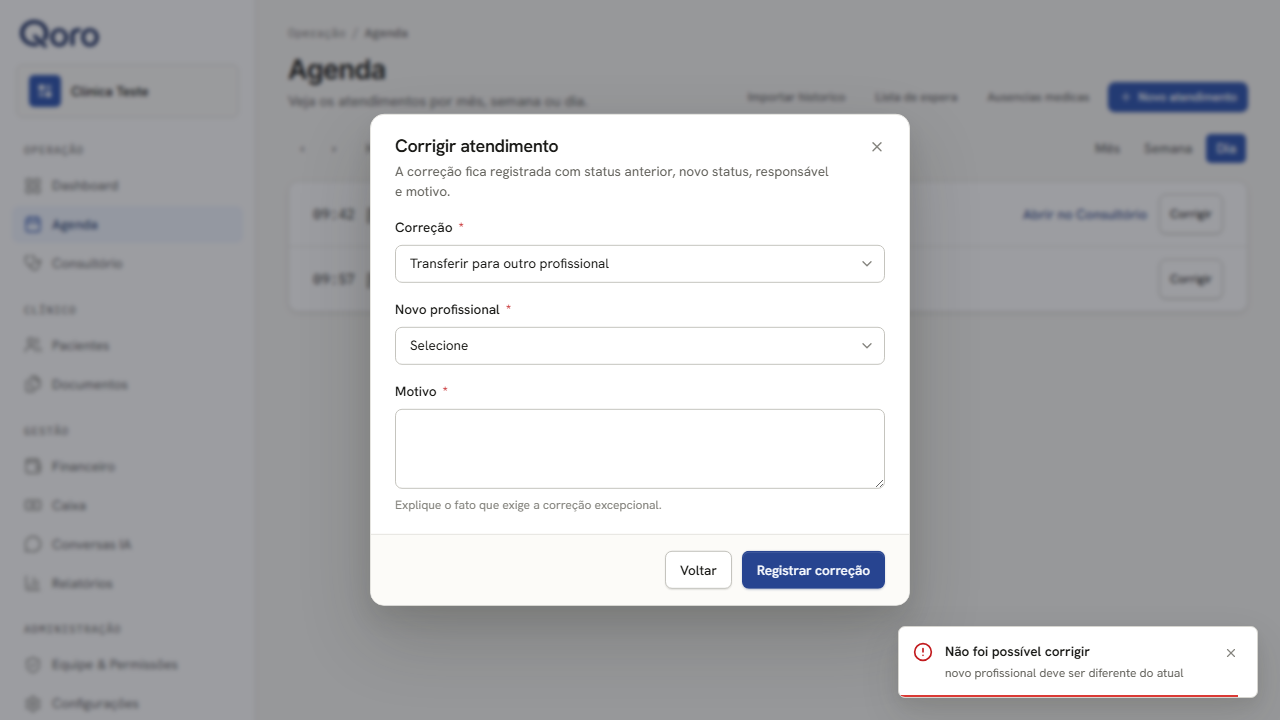 Qoro
Clínica Teste
OPERAÇÃO
Dashboard
Agenda
Consultório
CLÍNICO
Pacientes
Documentos
GESTÃO
Financeiro
Caixa
Conversas IA
Relatórios
ADMINISTRAÇÃO
Equipe & Permissões
Configurações
Operação / Agenda
Agenda
Veja os atendimentos por mês, semana ou dia.
Importar historico
Lista de espera
Ausencias medicas
+ Novo atendimento
Mês
Semana
Dia
09:42
Abrir no Consultório
Corrigir
09:57
Corrigir
Corrigir atendimento
A correção fica registrada com status anterior, novo status, responsável
e motivo.
Correção *
Transferir para outro profissional
Novo profissional *
Selecione
Motivo *
Explique o fato que exige a correção excepcional.
Voltar
Registrar correção
Não foi possível corrigir
novo profissional deve ser diferente do atual